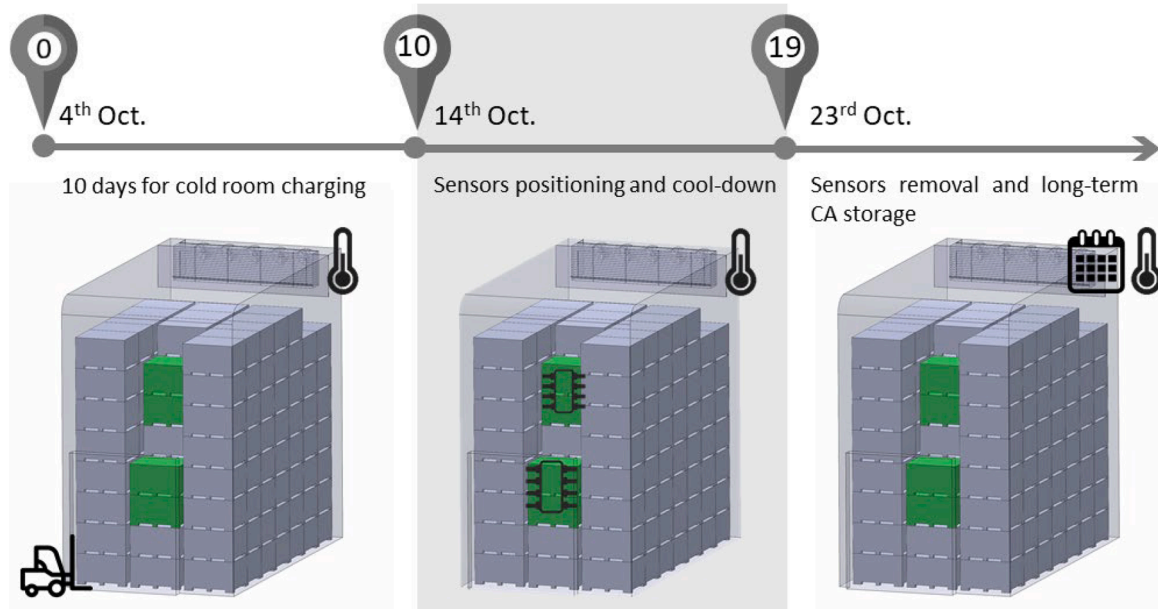 0
10
19
4th Oct.
14th Oct.
23rd Oct.
10 days for cold room charging
Sensors positioning and cool-down
Sensors removal and long-term
CA storage